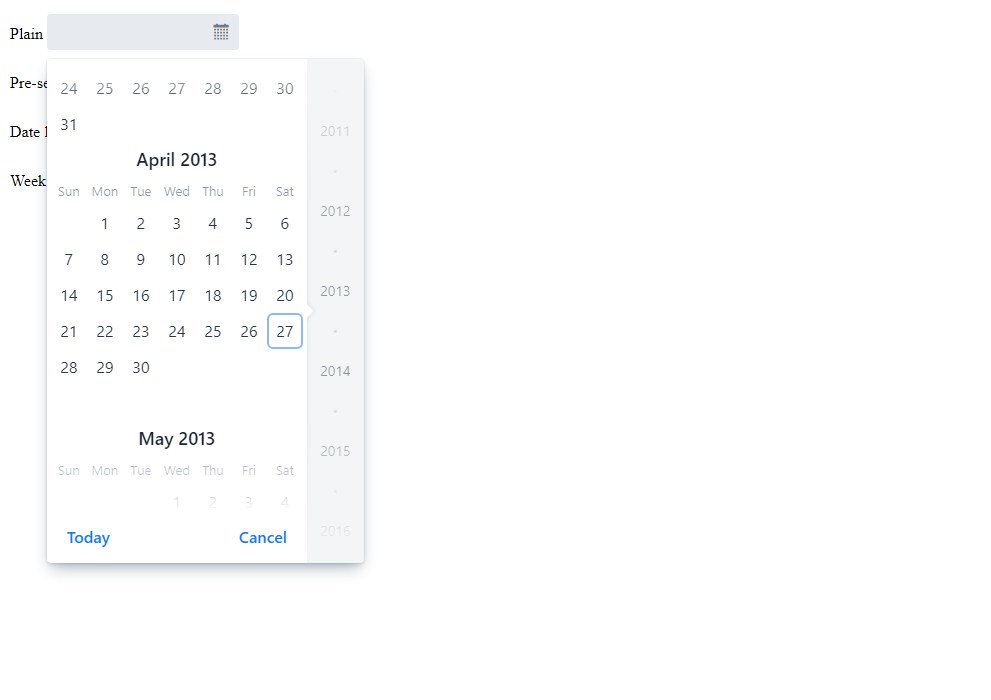 Plain
Pre-se
24 25 26 27 28 29 30
31
Date
Week
April 2013
Sun Mon Tue Wed Thu Fri Sat
1 2 3 4 5 6
7 8 9 10 11 12 13
14 15 16 17 18 19 20
21 22 23 24 25 26 27
28 29 30
May 2013
Sun Mon Tue Wed Thu Fri Sat
1 2 3 4
Today Cancel
2011
2012
2013
2014
2015
2016